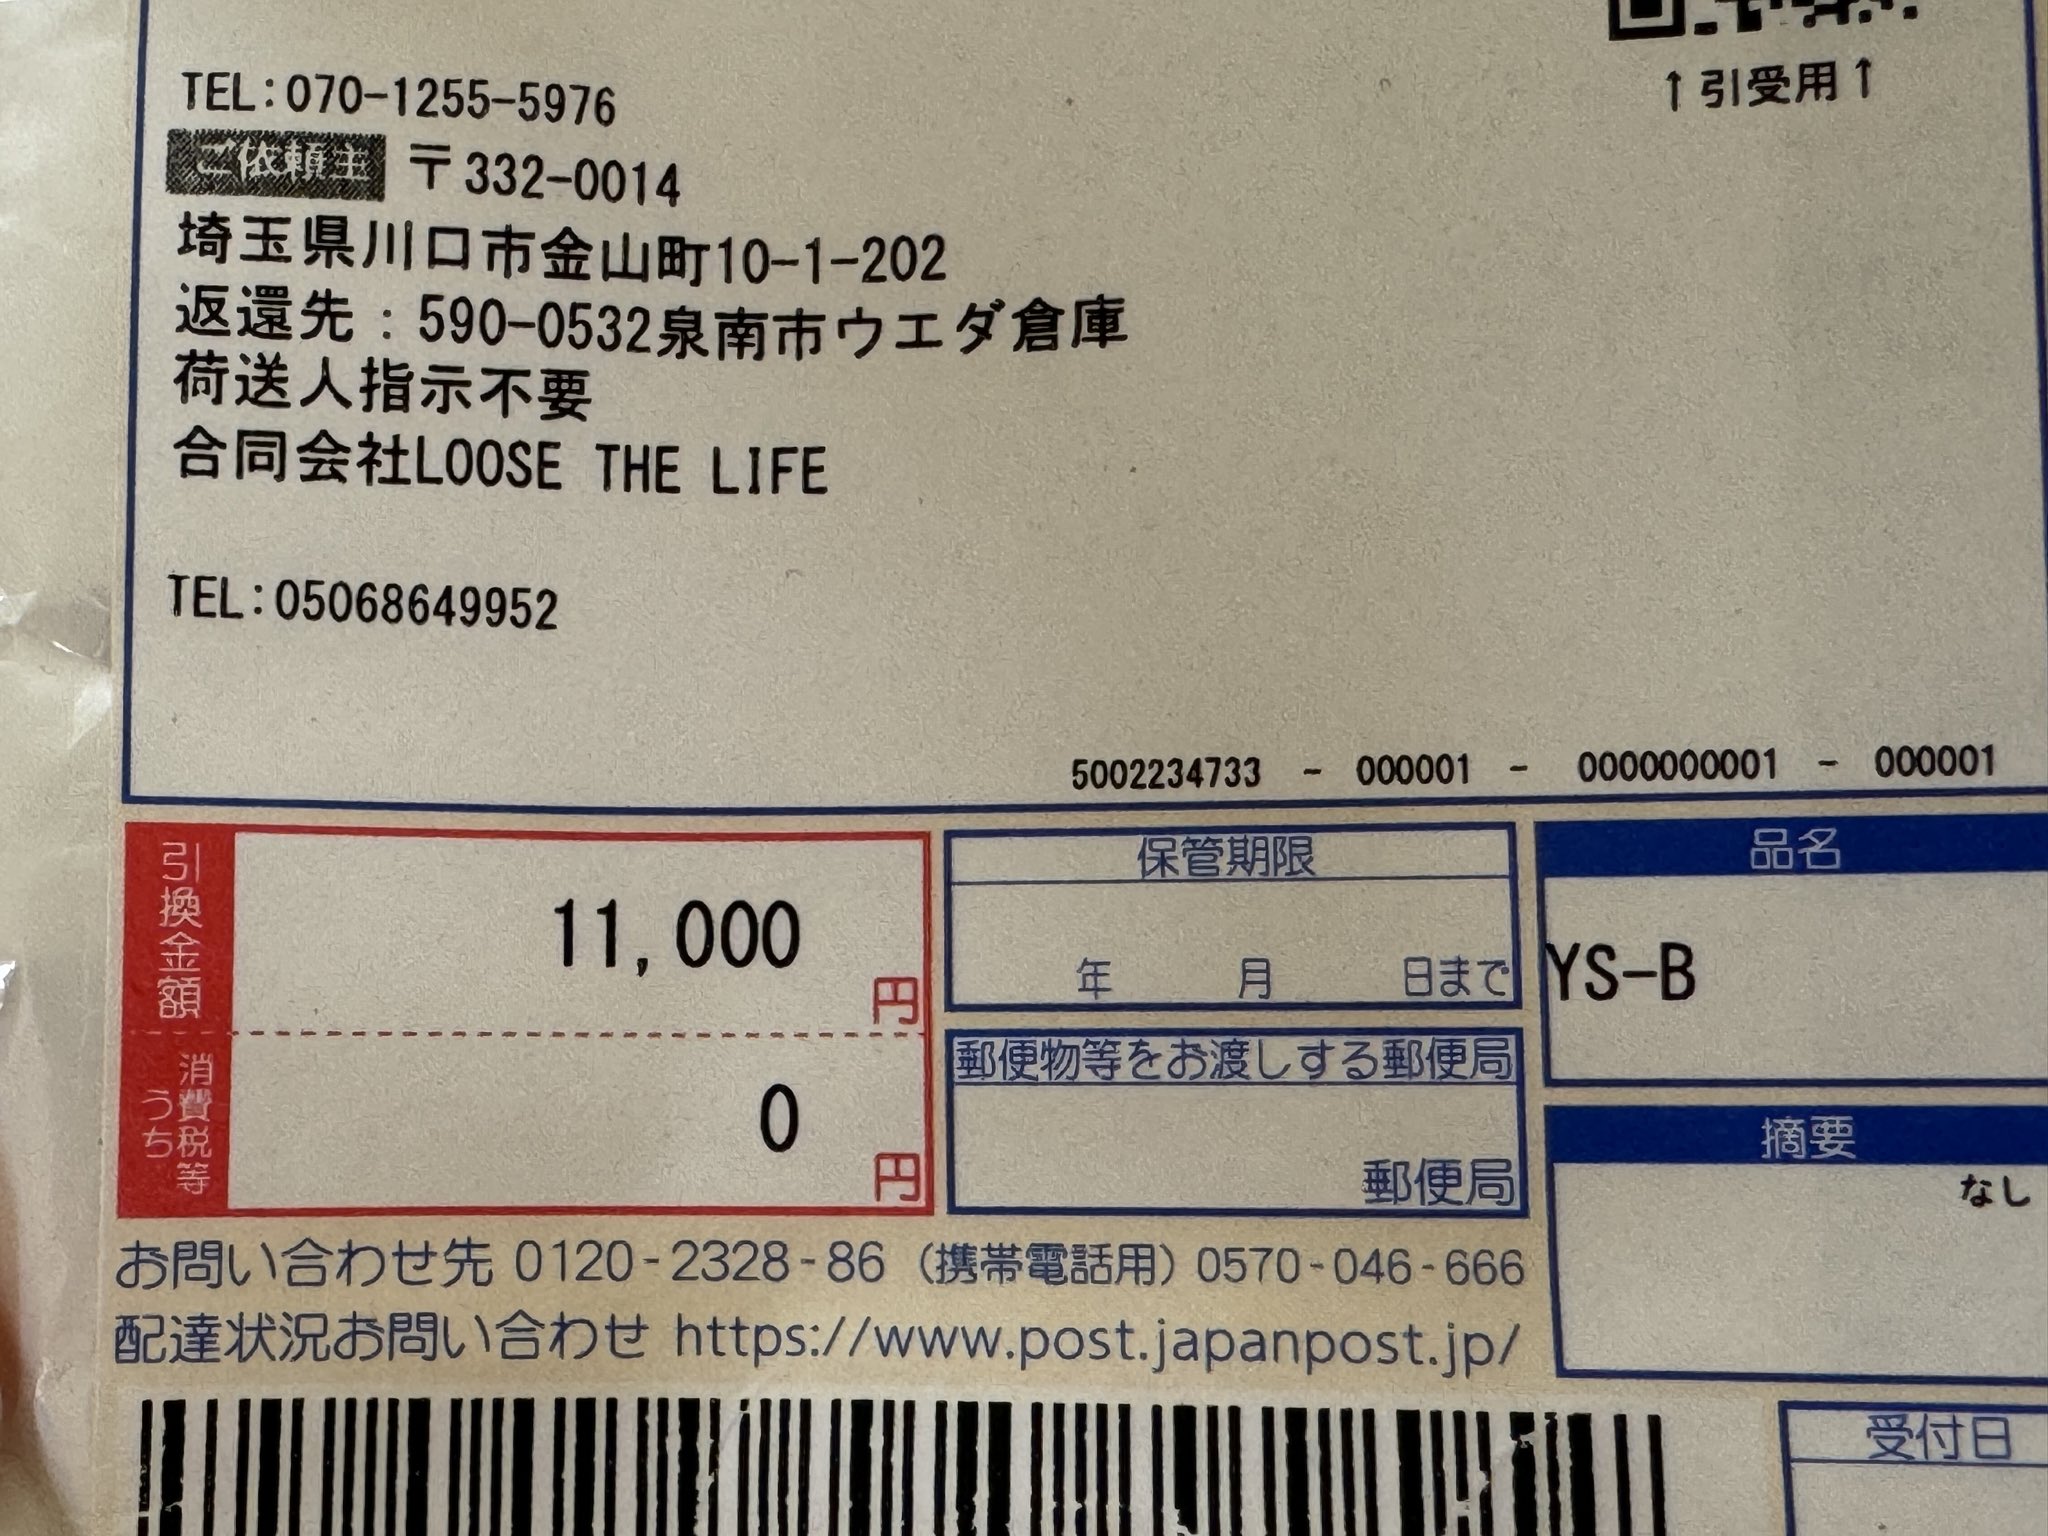 ↑引受用↑
TEL:070-1255-5976
ご依頼主 〒332-0014
埼玉県川口市金山町10-1-202
返還先：590-0532泉南市ウエダ倉庫
荷送人指示不要
合同会社LOOSE THE LIFE
TEL:05068649952
5002234733 - 000001 - 0000000001 - 000001
引換金額
11,000
円
うち消費税等
0
円
保管期限
年 月 日まで
郵便物等をお渡しする郵便局
郵便局
品名
YS-B
摘要
なし
お問い合わせ先 0120-2328-86 （携帯電話用）0570-046-666
配達状況お問い合わせ https://www.post.japanpost.jp/
受付日